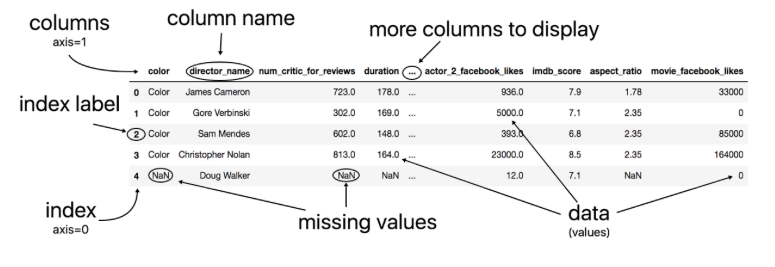 columns
axis=1
column name
more columns to display
color director_name num_critic_for_reviews duration ... actor_2_facebook_likes imdb_score aspect_ratio movie_facebook_likes
0 Color James Cameron 723.0 178.0 ... 936.0 7.9 1.78 33000
index label
1 Color Gore Verbinski 302.0 169.0 ... 5000.0 7.1 2.35 0
2 Color Sam Mendes 602.0 148.0 ... 393.0 6.8 2.35 85000
3 Color Christopher Nolan 813.0 164.0 ... 23000.0 8.5 2.35 164000
4 NaN Doug Walker NaN NaN ... 12.0 7.1 NaN 0
index
axis=0
missing values
data
(values)